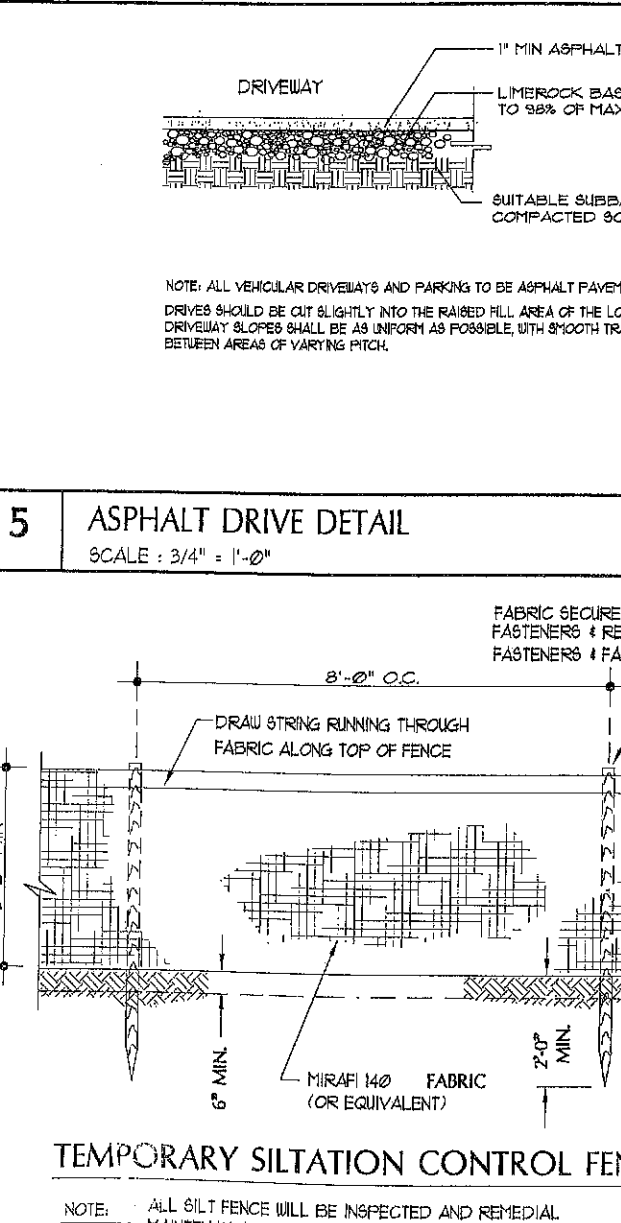 1" MIN ASPHALT
DRIVEWAY
LIMEROCK BAS
TO 98% OF MAX
SUITABLE SUBBA
COMPACTED SO
NOTE: ALL VEHICULAR DRIVEWAYS AND PARKING TO BE ASPHALT PAVEM
DRIVES SHOULD BE CUT SLIGHTLY INTO THE RAISED FILL AREA OF THE LO
DRIVEWAY SLOPES SHALL BE AS UNIFORM AS POSSIBLE, WITH SMOOTH TRA
BETWEEN AREAS OF VARYING PITCH.
5 ASPHALT DRIVE DETAIL
SCALE : 3/4" = 1'-0"
FABRIC SECURE
FASTENERS & RE
FASTENERS & FA
8'-0" O.C.
DRAW STRING RUNNING THROUGH
FABRIC ALONG TOP OF FENCE
6" MIN.
2'-0" MIN.
MIRAFI 140 FABRIC
(OR EQUIVALENT)
TEMPORARY SILTATION CONTROL FEN
NOTE: ALL SILT FENCE WILL BE INSPECTED AND REMEDIAL